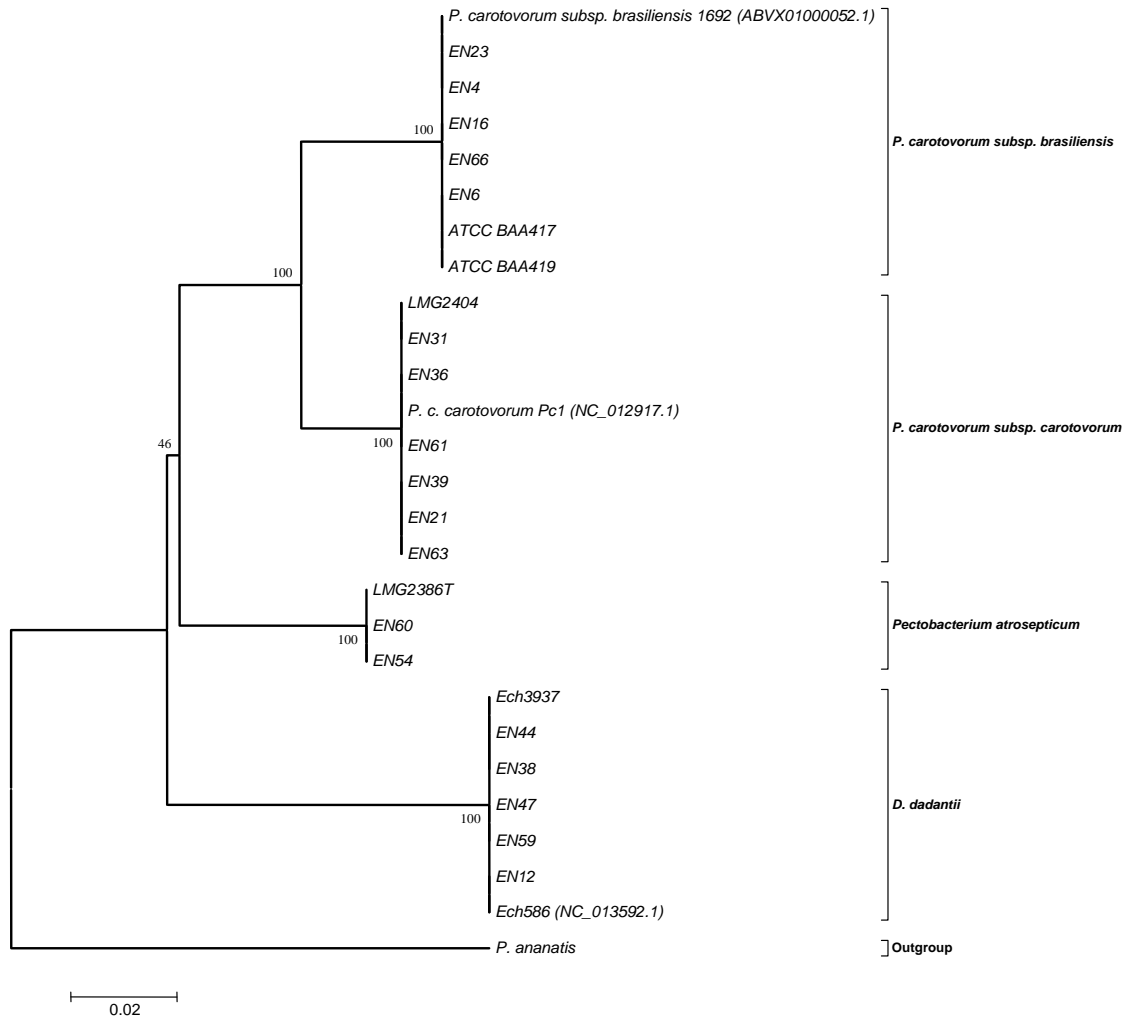 P. carotovorum subsp. brasiliensis 1692 (ABVX01000052.1)
EN23
EN4
EN16
100
EN66
P. carotovorum subsp. brasiliensis
EN6
ATCC BAA417
ATCC BAA419
100
LMG2404
EN31
EN36
P. c. carotovorum Pc1 (NC_012917.1)
P. carotovorum subsp. carotovorum
100
EN61
46
EN39
EN21
EN63
LMG2386T
EN60
Pectobacterium atrosepticum
100
EN54
Ech3937
EN44
EN38
EN47
D. dadantii
100
EN59
EN12
Ech586 (NC_013592.1)
P. ananatis
Outgroup
0.02